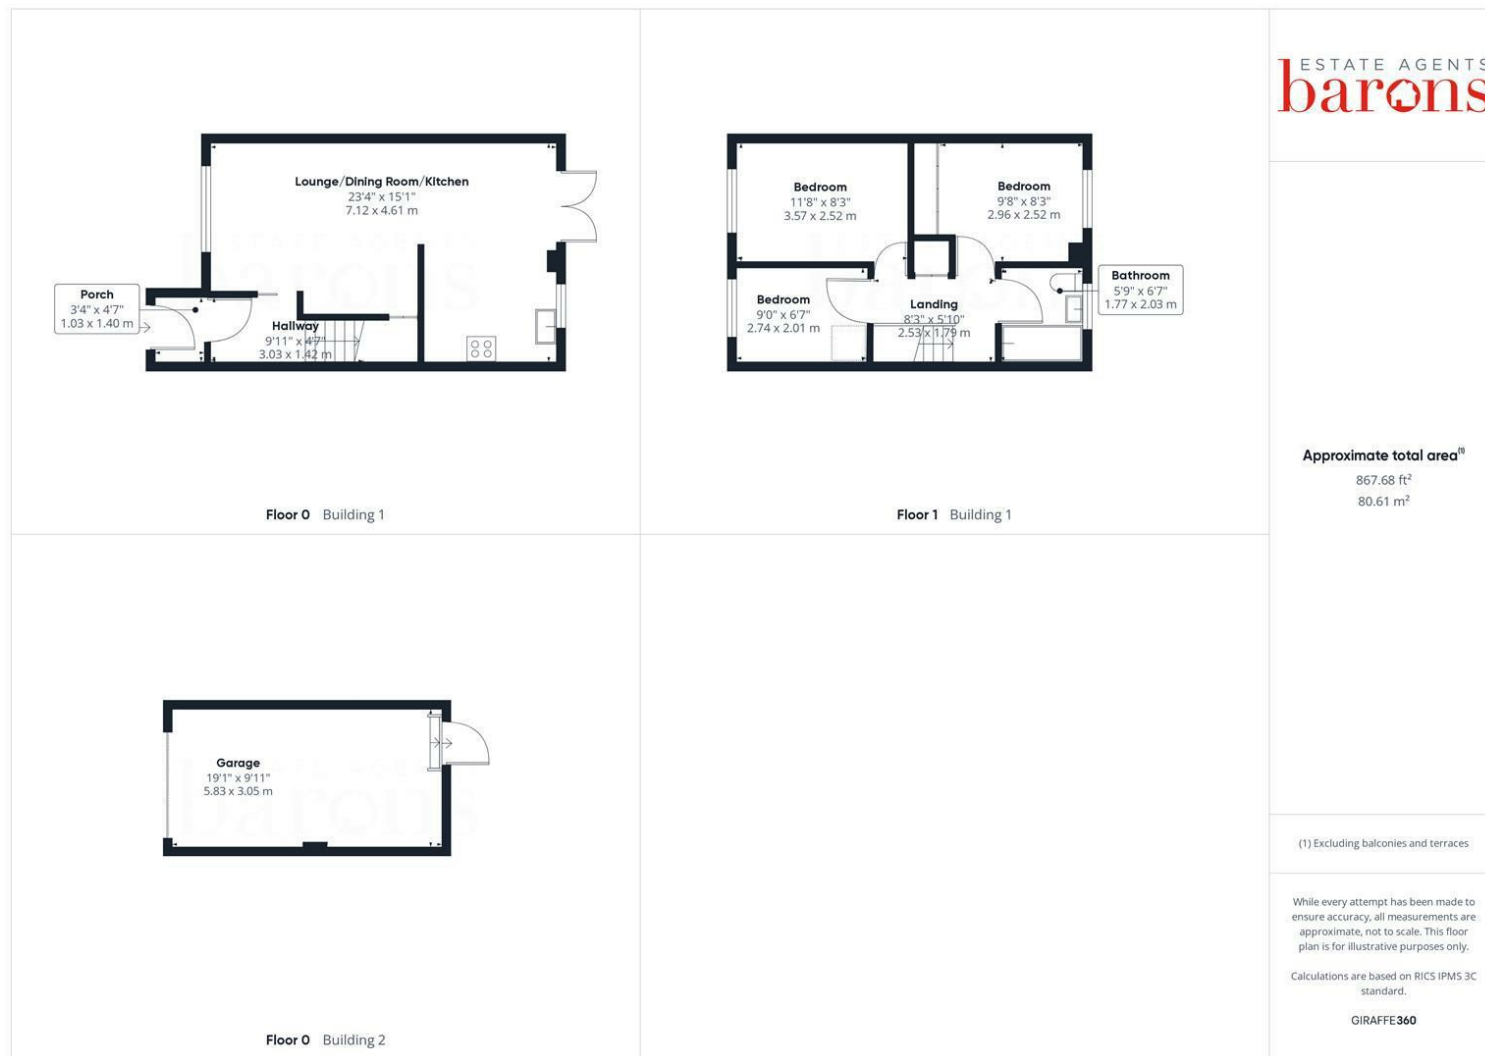 Lounge/Dining Room/Kitchen
23'4" x 15'1"
7.12 x 4.61 m
Porch
3'4" x 4'7"
1.03 x 1.40 m
Hallway
9'11" x 4'7"
3.03 x 1.42 m
Floor 0 Building 1
Bedroom
11'8" x 8'3"
3.57 x 2.52 m
Bedroom
9'8" x 8'3"
2.96 x 2.52 m
Bedroom
9'0" x 6'7"
2.74 x 2.01 m
Landing
8'3" x 5'10"
2.53 x 1.79 m
Bathroom
5'9" x 6'7"
1.77 x 2.03 m
Floor 1 Building 1
Garage
19'1" x 9'11"
5.83 x 3.05 m
Floor 0 Building 2
ESTATE AGENTS
barons
Approximate total area(1)
867.68 ft²
80.61 m²
(1) Excluding balconies and terraces
While every attempt has been made to
ensure accuracy, all measurements are
approximate, not to scale. This floor
plan is for illustrative purposes only.
Calculations are based on RICS IPMS 3C
standard.
GIRAFFE360